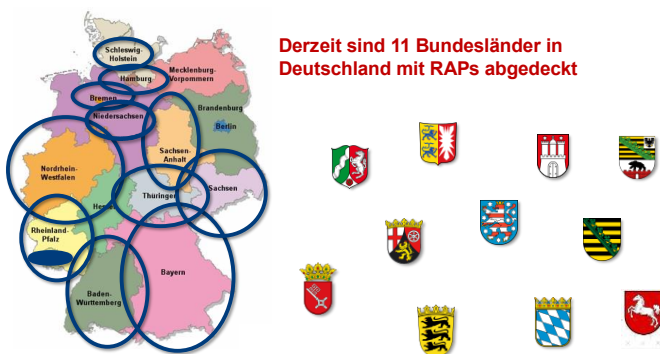 Derzeit sind 11 Bundesländer in
Deutschland mit RAPs abgedeckt
Schleswig-
Holstein
Hamburg
Mecklenburg-
Vorpommern
Bremen
Niedersachsen
Brandenburg
Berlin
Sachsen-
Anhalt
Nordrhein-
Westfalen
Sachsen
Thüringen
Hes
Rheinland-
Pfalz
Bayern
Baden-
Württemberg